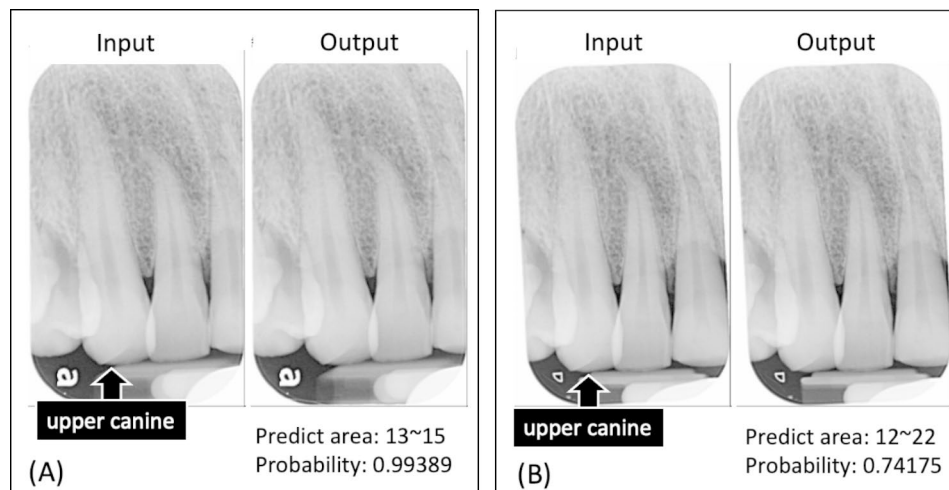 Input
Output
a
a
upper canine
Predict area: 13~15
Probability: 0.99389
(A)
Input
Output
upper canine
Predict area: 12~22
Probability: 0.74175
(B)